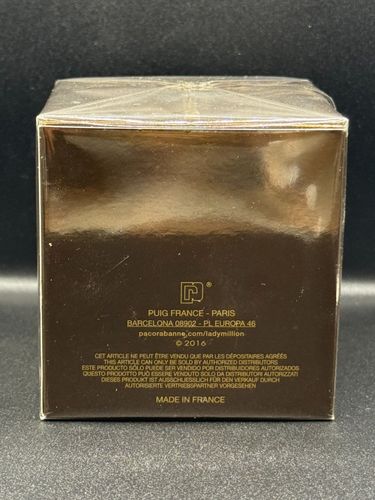 PUIG FRANCE - PARIS
BARCELONA 08902 - PL EUROPA 46
pacorabanne.com/ladymillion
© 2016
CET ARTICLE NE PEUT ÊTRE VENDU QUE PAR LES DÉPOSITAIRES AGRÉÉS
THIS ARTICLE CAN ONLY BE SOLD BY AUTHORIZED DISTRIBUTORS
ESTE PRODUCTO SÓLO PUEDE SER VENDIDO POR DISTRIBUIDORES AUTORIZADOS
QUESTO PRODOTTO PUÒ ESSERE VENDUTO SOLO DA DISTRIBUTORI AUTORIZZATI
DIESES PRODUKT IST AUSSCHLIESSLICH FÜR DEN VERKAUF DURCH
AUTORISIERTE VERTRIEBSPARTNER VORGESEHEN
MADE IN FRANCE